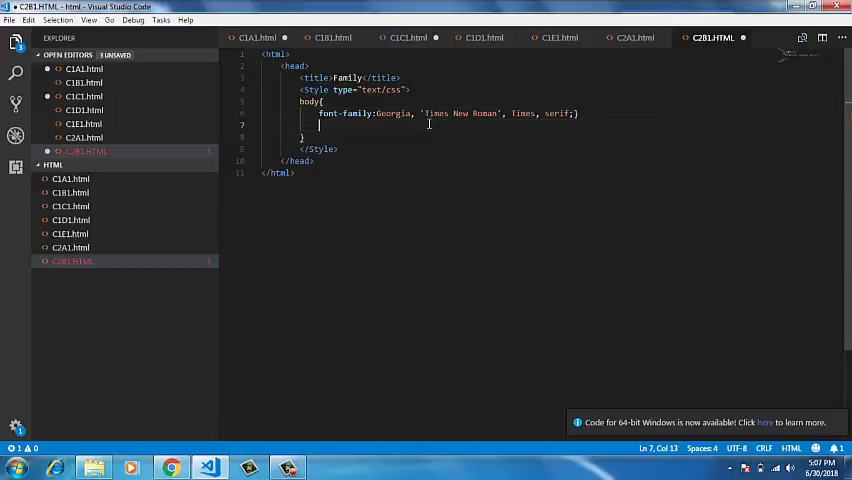 C2B1.HTML - html - Visual Studio Code
File Edit Selection View Go Debug Tasks Help
EXPLORER
C1A1.html C1B1.html C1C1.html C1D1.html C1E1.html C2A1.html C2B1.HTML
OPEN EDITORS 3 UNSAVED
C1A1.html
C1B1.html
C1C1.html
C1D1.html
C1E1.html
C2A1.html
C2B1.HTML 1
HTML
C1A1.html
C1B1.html
C1C1.html
C1D1.html
C1E1.html
C2A1.html
C2B1.HTML 1
1 <html>
2 <head>
3 <title>Family</title>
4 <Style type="text/css">
5 body{
6 font-family:Georgia, 'Times New Roman', Times, serif;}
7
8 }
9 </Style>
10 </head>
11 </html>
3
1
Code for 64-bit Windows is now available! Click here to learn more.
1 0 Ln 7, Col 13 Spaces: 4 UTF-8 CRLF HTML 1
5:07 PM
6/30/2018